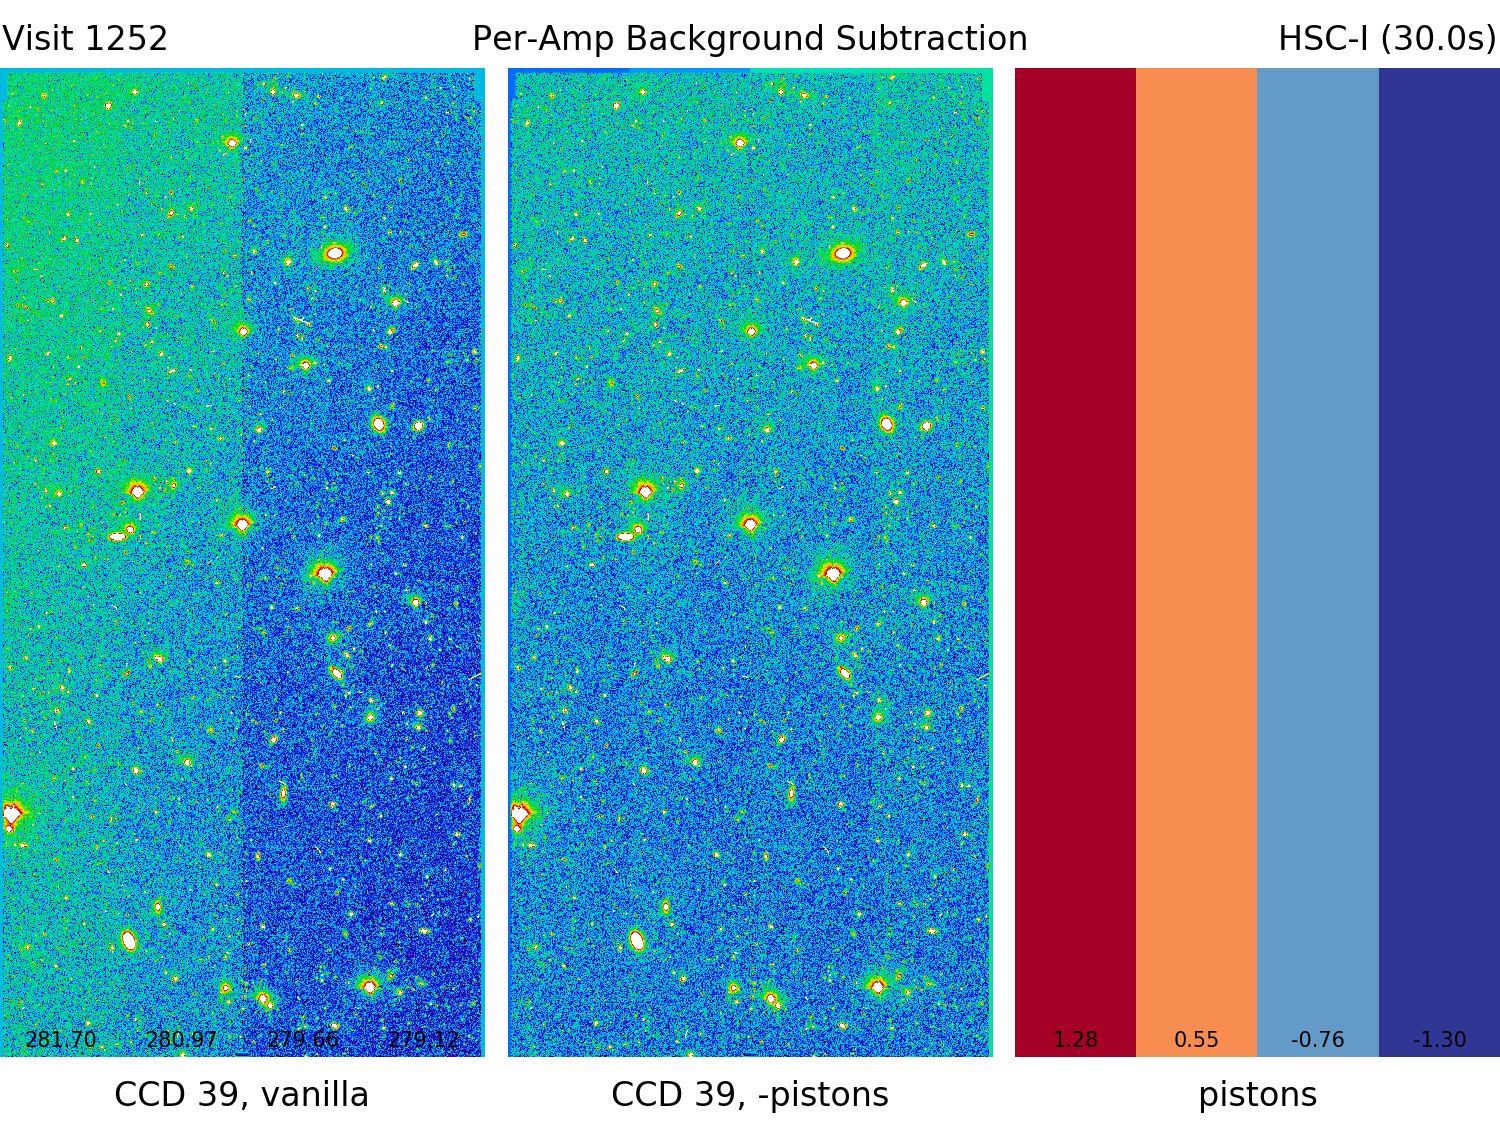 Visit 1252 Per-Amp Background Subtraction HSC-I (30.0s)
281.70 280.97 279.66 279.12 1.28 0.55 -0.76 -1.30
CCD 39, vanilla CCD 39, -pistons pistons